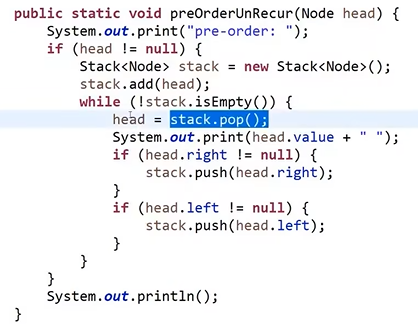 public static void preOrderUnRecur(Node head) {
    System.out.print("pre-order: ");
    if (head != null) {
        Stack<Node> stack = new Stack<Node>();
        stack.add(head);
        while (!stack.isEmpty()) {
            head = stack.pop();
            System.out.print(head.value + " ");
            if (head.right != null) {
                stack.push(head.right);
            }
            if (head.left != null) {
                stack.push(head.left);
            }
        }
    }
    System.out.println();
}